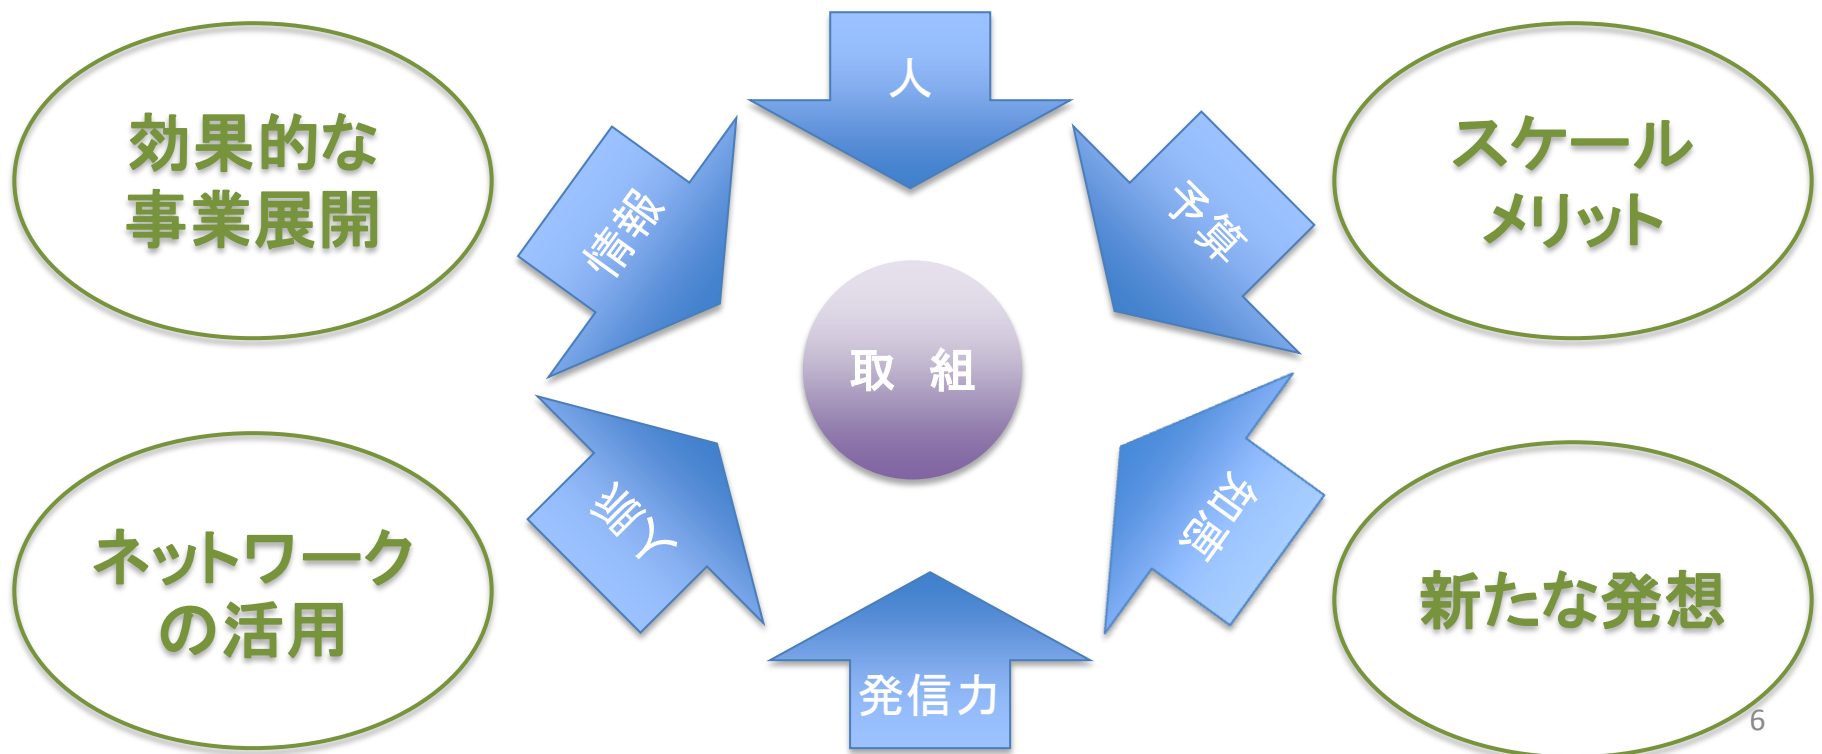 効果的な
事業展開
人
スケール
メリット
情報
予算
取 組
人脈
知恵
ネットワーク
の活用
発信力
新たな発想
6